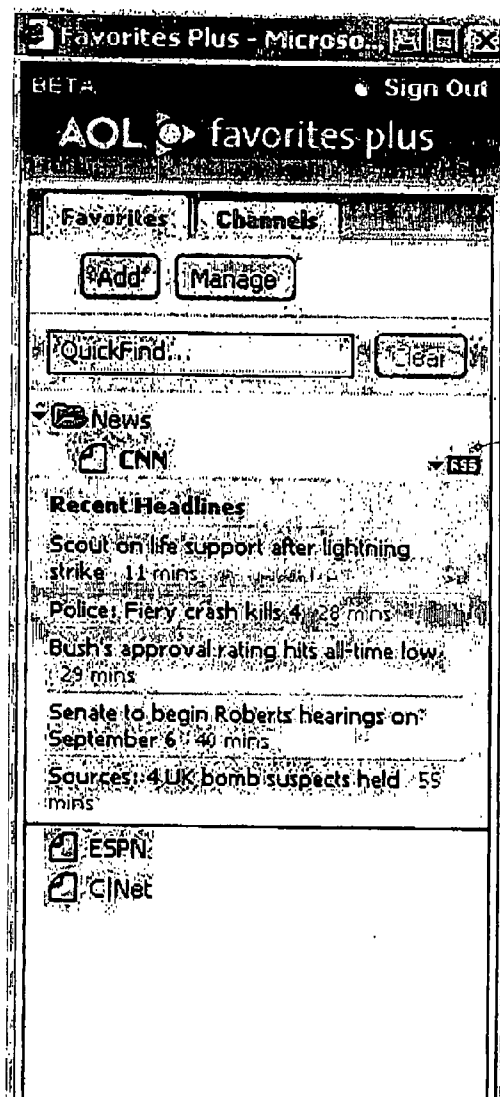 Favorites Plus - Microso...
BETA
Sign Out
AOL favorites plus
Favorites
Channels
Add
Manage
QuickFind...
Clear
News
CNN
RSS
Recent Headlines
Scout on life support after lightning
strike 11 mins
Police: Fiery crash kills 4 28 mins
Bush's approval rating hits all-time low
29 mins
Senate to begin Roberts hearings on
September 6 40 mins
Sources: 4 UK bomb suspects held 55
mins
ESPN
C|Net